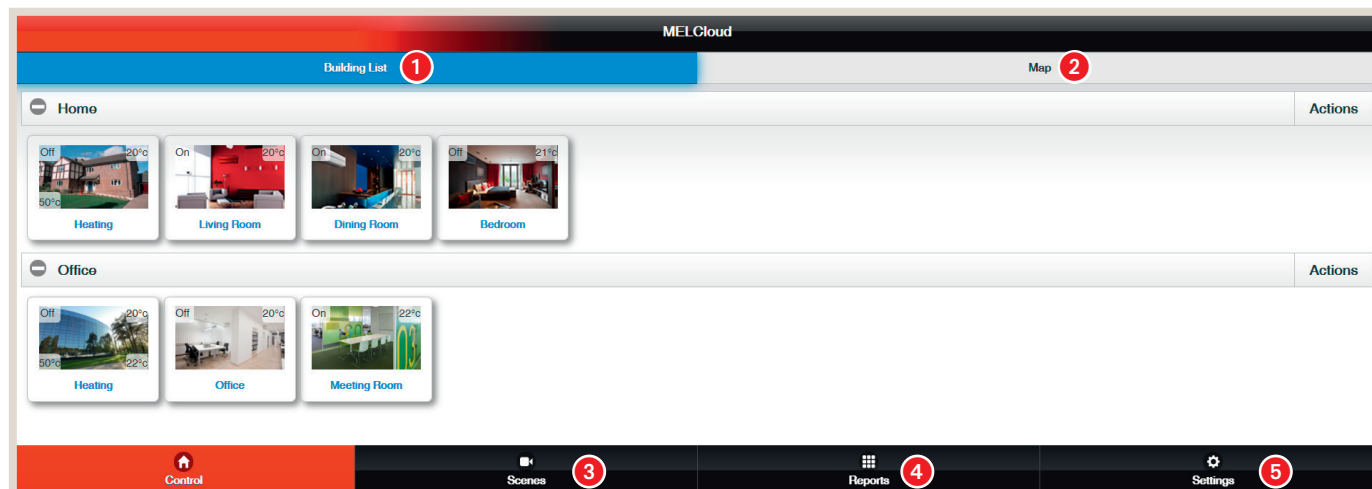 MELCloud
Building List 1 Map 2
Home Actions
Off 20°c On 20°c On 20°c Off 21°c
50°c
Heating Living Room Dining Room Bedroom
Office Actions
Off 20°c Off 20°c On 22°c
50°c 22°c
Heating Office Meeting Room
Control Scenes 3 Reports 4 Settings 5